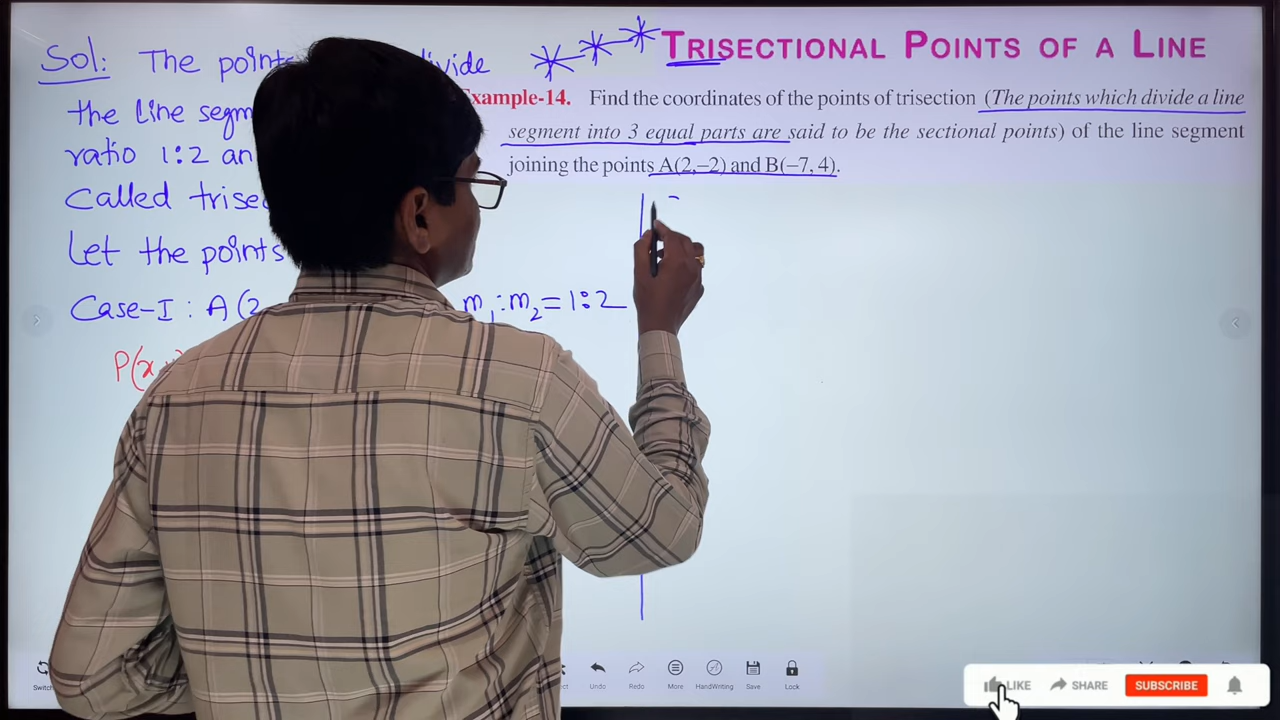 TRISECTIONAL POINTS OF A LINE
Example-14. Find the coordinates of the points of trisection (The points which divide a line
segment into 3 equal parts are said to be the sectional points) of the line segment
joining the points A(2,–2) and B(–7, 4).
Sol: The points
the line segm
ratio 1:2 an
Called trise
Let the points
Case-I : A(2 m₁:m₂=1:2
P(x
Switch
Undo
Redo
More
HandWriting
Save
Lock
LIKE
SHARE
SUBSCRIBE